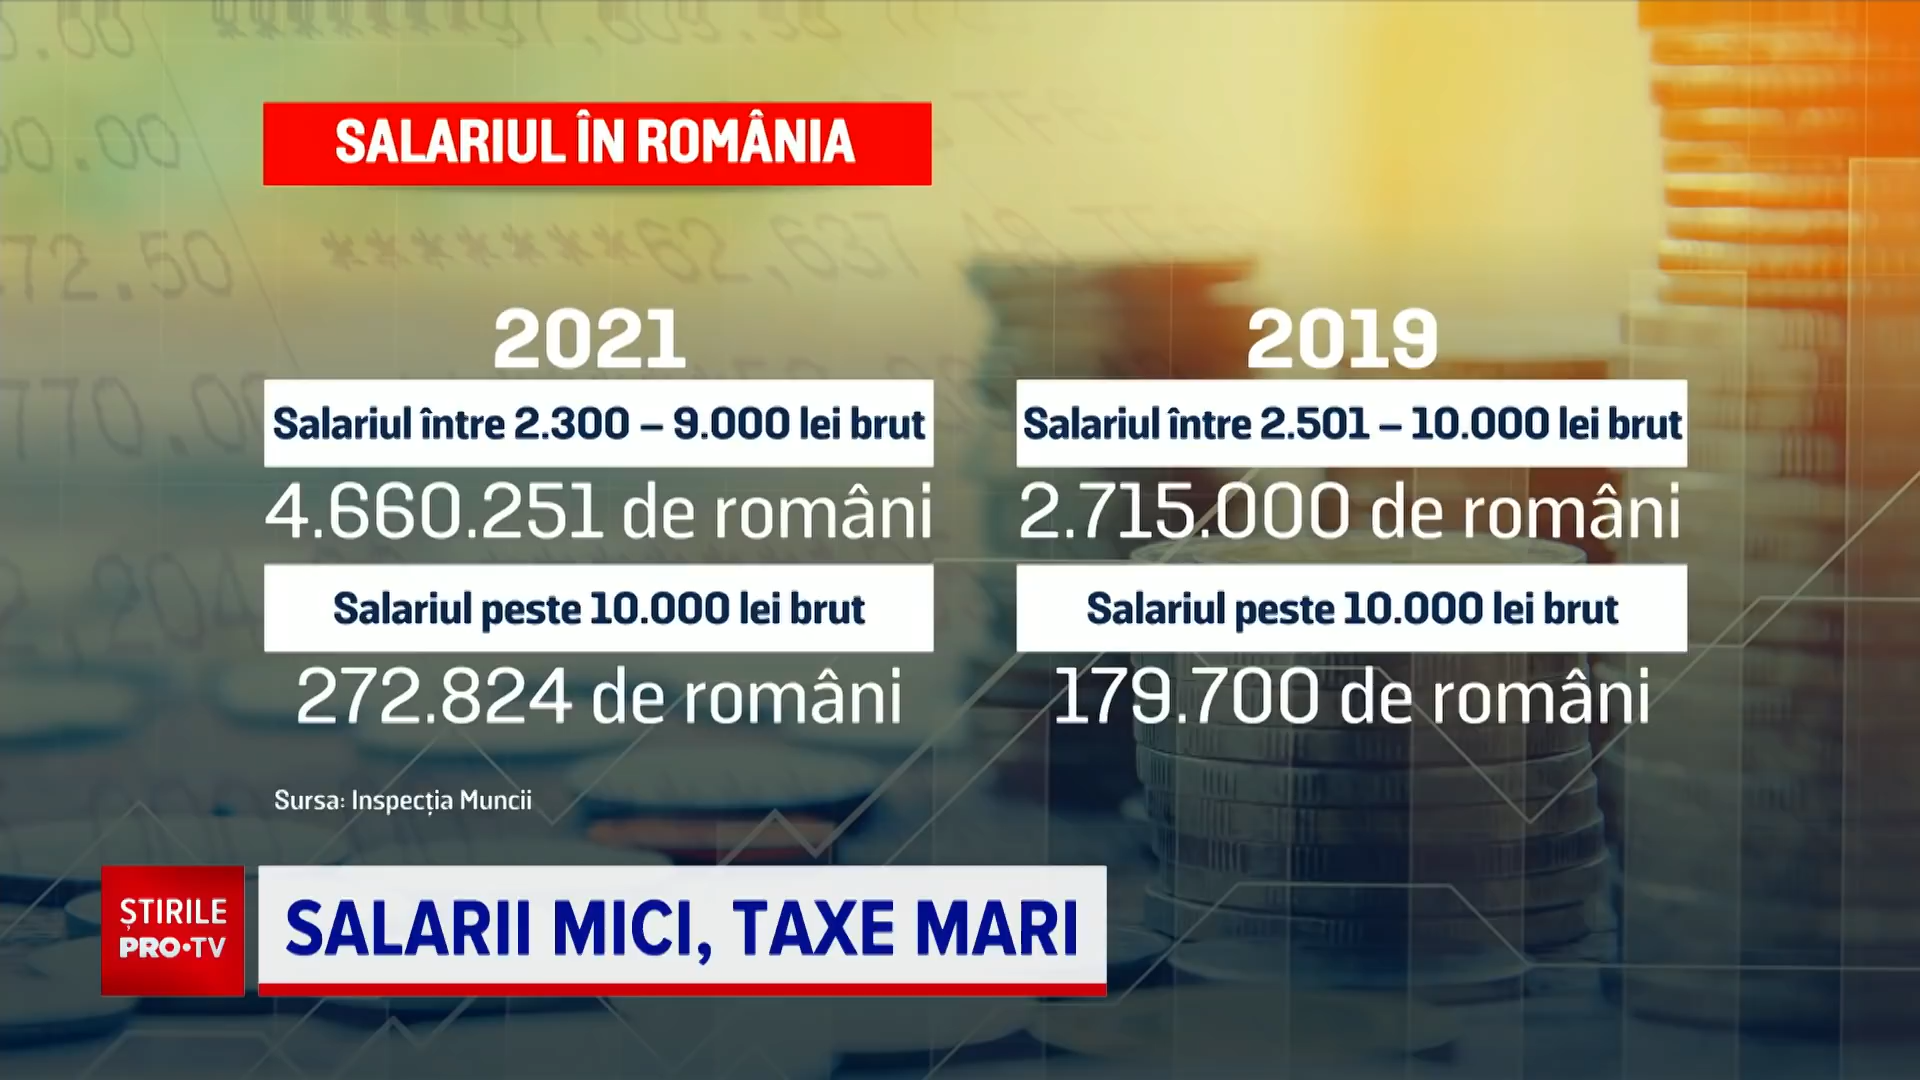 SALARIUL ÎN ROMÂNIA
2021
Salariul între 2.300 – 9.000 lei brut
4.660.251 de români
Salariul peste 10.000 lei brut
272.824 de români
2019
Salariul între 2.501 – 10.000 lei brut
2.715.000 de români
Salariul peste 10.000 lei brut
179.700 de români
Sursa: Inspecția Muncii
ȘTIRILE
PRO•TV
SALARII MICI, TAXE MARI